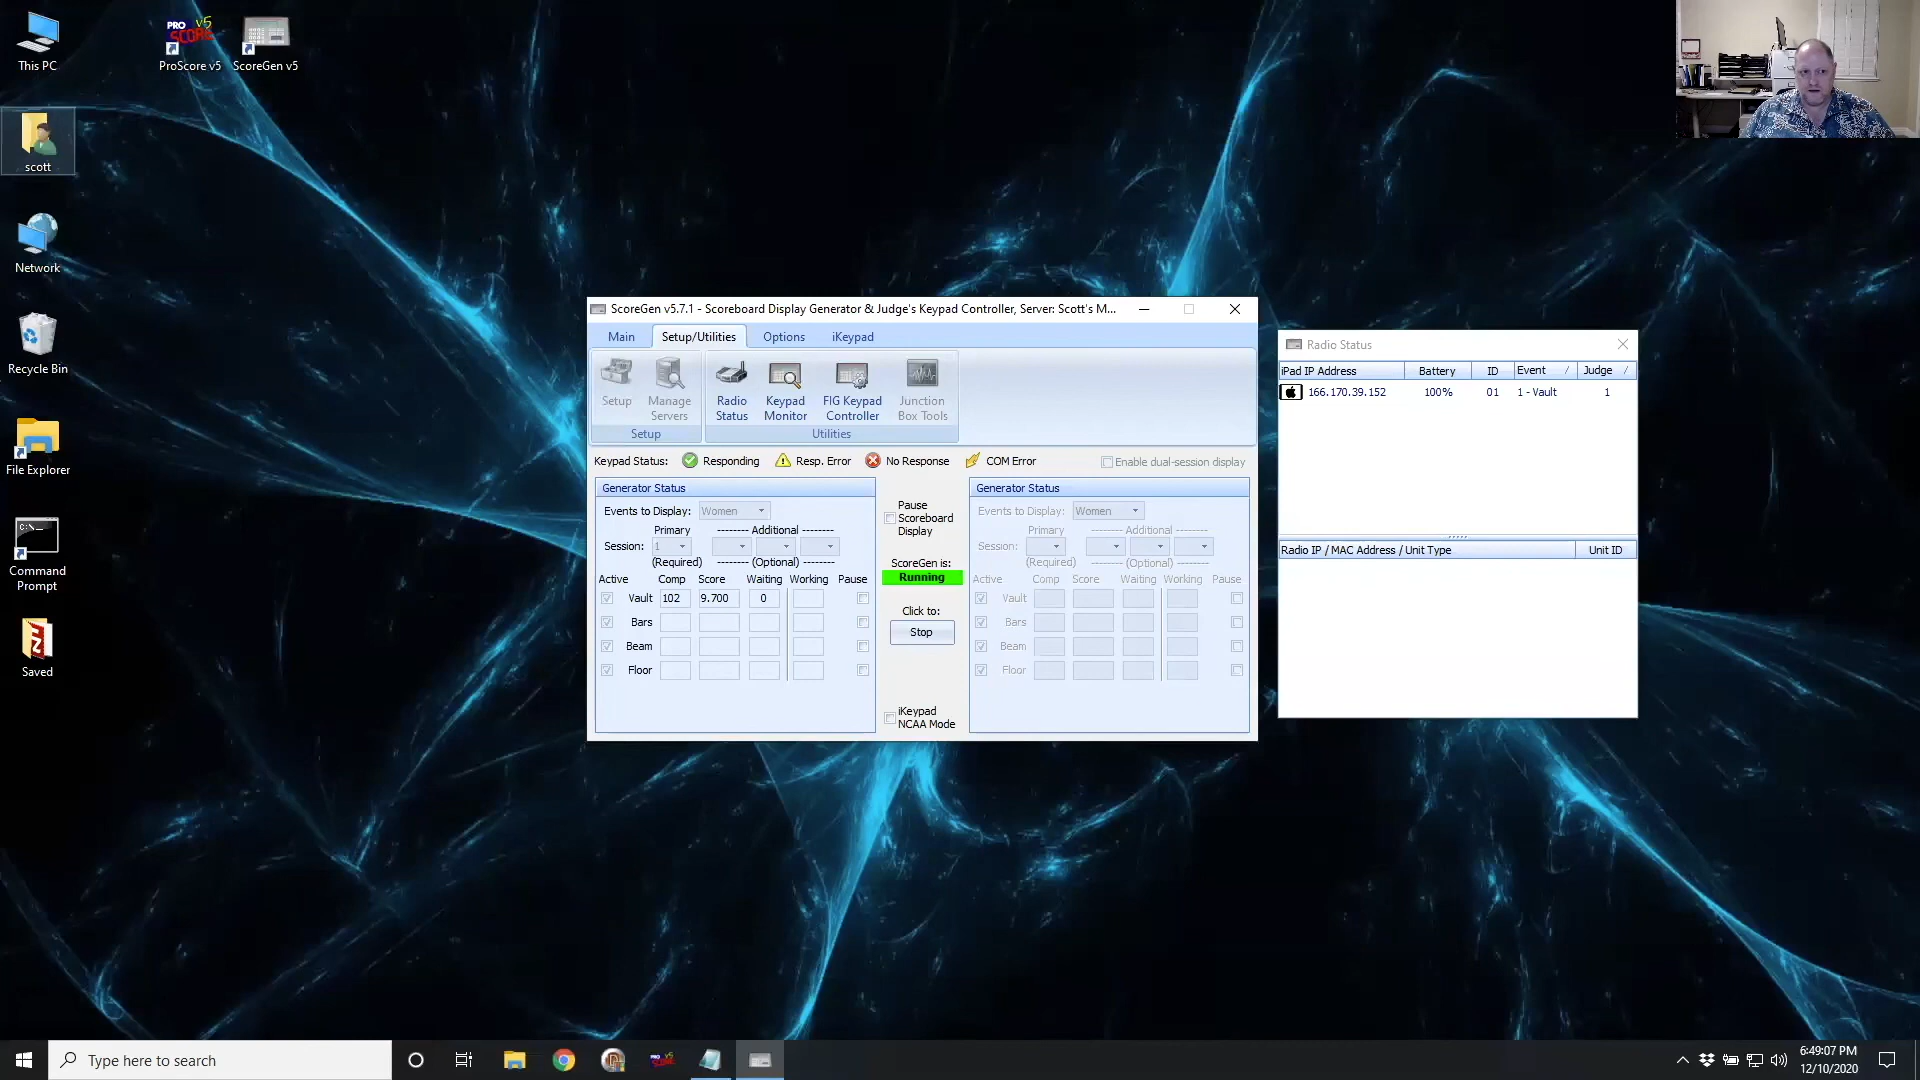 This PC
ProScore v5
ScoreGen v5
scott
Network
Recycle Bin
File Explorer
Command
Prompt
Saved
ScoreGen v5.7.1 - Scoreboard Display Generator & Judge's Keypad Controller, Server: Scott's M...
Main
Setup/Utilities
Options
iKeypad
Setup
Manage
Servers
Radio
Status
Keypad
Monitor
FIG Keypad
Controller
Junction
Box Tools
Setup
Utilities
Keypad Status:
Responding
Resp. Error
No Response
COM Error
Enable dual-session display
Generator Status
Events to Display: Women
Primary -------- Additional --------
Session: 1
(Required) -------- (Optional) --------
Active Comp Score Waiting Working Pause
Vault 102 9.700 0
Bars
Beam
Floor
Pause
Scoreboard
Display
ScoreGen is:
Running
Click to:
Stop
iKeypad
NCAA Mode
Generator Status
Events to Display: Women
Primary -------- Additional --------
Session:
(Required) -------- (Optional) --------
Active Comp Score Waiting Working Pause
Vault
Bars
Beam
Floor
Radio Status
iPad IP Address Battery ID Event / Judge /
166.170.39.152 100% 01 1 - Vault 1
Radio IP / MAC Address / Unit Type Unit ID
Type here to search
6:49:07 PM
12/10/2020